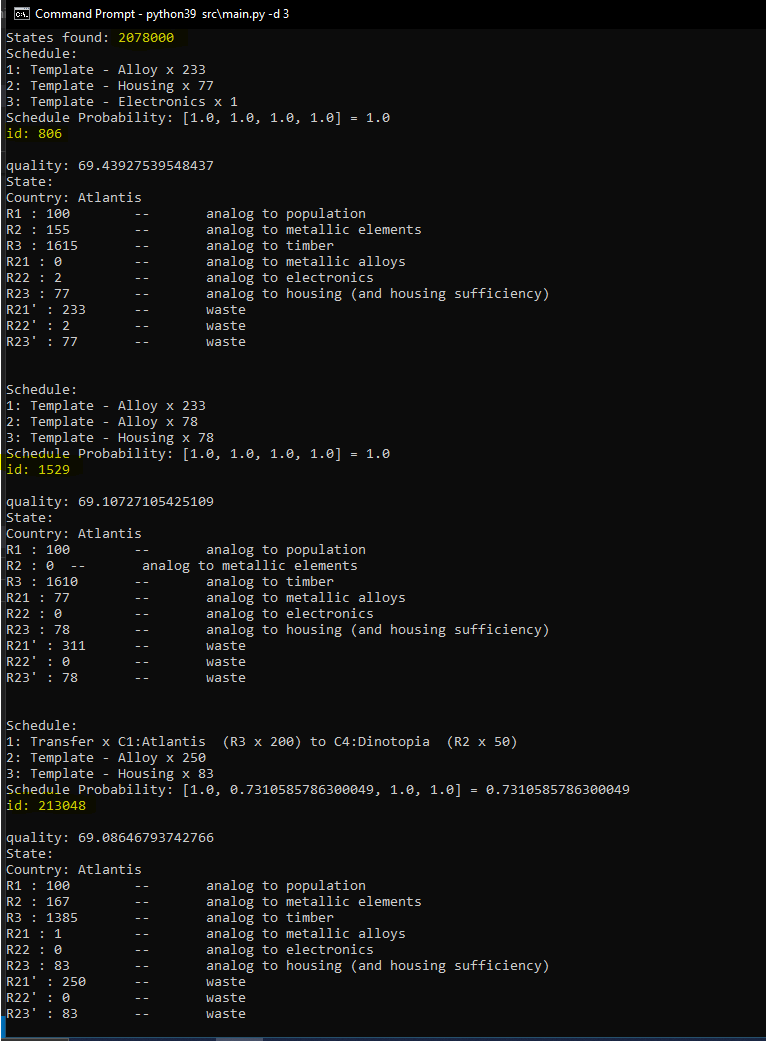 Command Prompt - python39 src\main.py -d 3
States found: 2078000
Schedule:
1: Template - Alloy x 233
2: Template - Housing x 77
3: Template - Electronics x 1
Schedule Probability: [1.0, 1.0, 1.0, 1.0] = 1.0
id: 806
quality: 69.43927539548437
State:
Country: Atlantis
R1 : 100 -- analog to population
R2 : 155 -- analog to metallic elements
R3 : 1615 -- analog to timber
R21 : 0 -- analog to metallic alloys
R22 : 2 -- analog to electronics
R23 : 77 -- analog to housing (and housing sufficiency)
R21' : 233 -- waste
R22' : 2 -- waste
R23' : 77 -- waste
Schedule:
1: Template - Alloy x 233
2: Template - Alloy x 78
3: Template - Housing x 78
Schedule Probability: [1.0, 1.0, 1.0, 1.0] = 1.0
id: 1529
quality: 69.10727105425109
State:
Country: Atlantis
R1 : 100 -- analog to population
R2 : 0 -- analog to metallic elements
R3 : 1610 -- analog to timber
R21 : 77 -- analog to metallic alloys
R22 : 0 -- analog to electronics
R23 : 78 -- analog to housing (and housing sufficiency)
R21' : 311 -- waste
R22' : 0 -- waste
R23' : 78 -- waste
Schedule:
1: Transfer x C1:Atlantis (R3 x 200) to C4:Dinotopia (R2 x 50)
2: Template - Alloy x 250
3: Template - Housing x 83
Schedule Probability: [1.0, 0.7310585786300049, 1.0, 1.0] = 0.7310585786300049
id: 213048
quality: 69.08646793742766
State:
Country: Atlantis
R1 : 100 -- analog to population
R2 : 167 -- analog to metallic elements
R3 : 1385 -- analog to timber
R21 : 1 -- analog to metallic alloys
R22 : 0 -- analog to electronics
R23 : 83 -- analog to housing (and housing sufficiency)
R21' : 250 -- waste
R22' : 0 -- waste
R23' : 83 -- waste